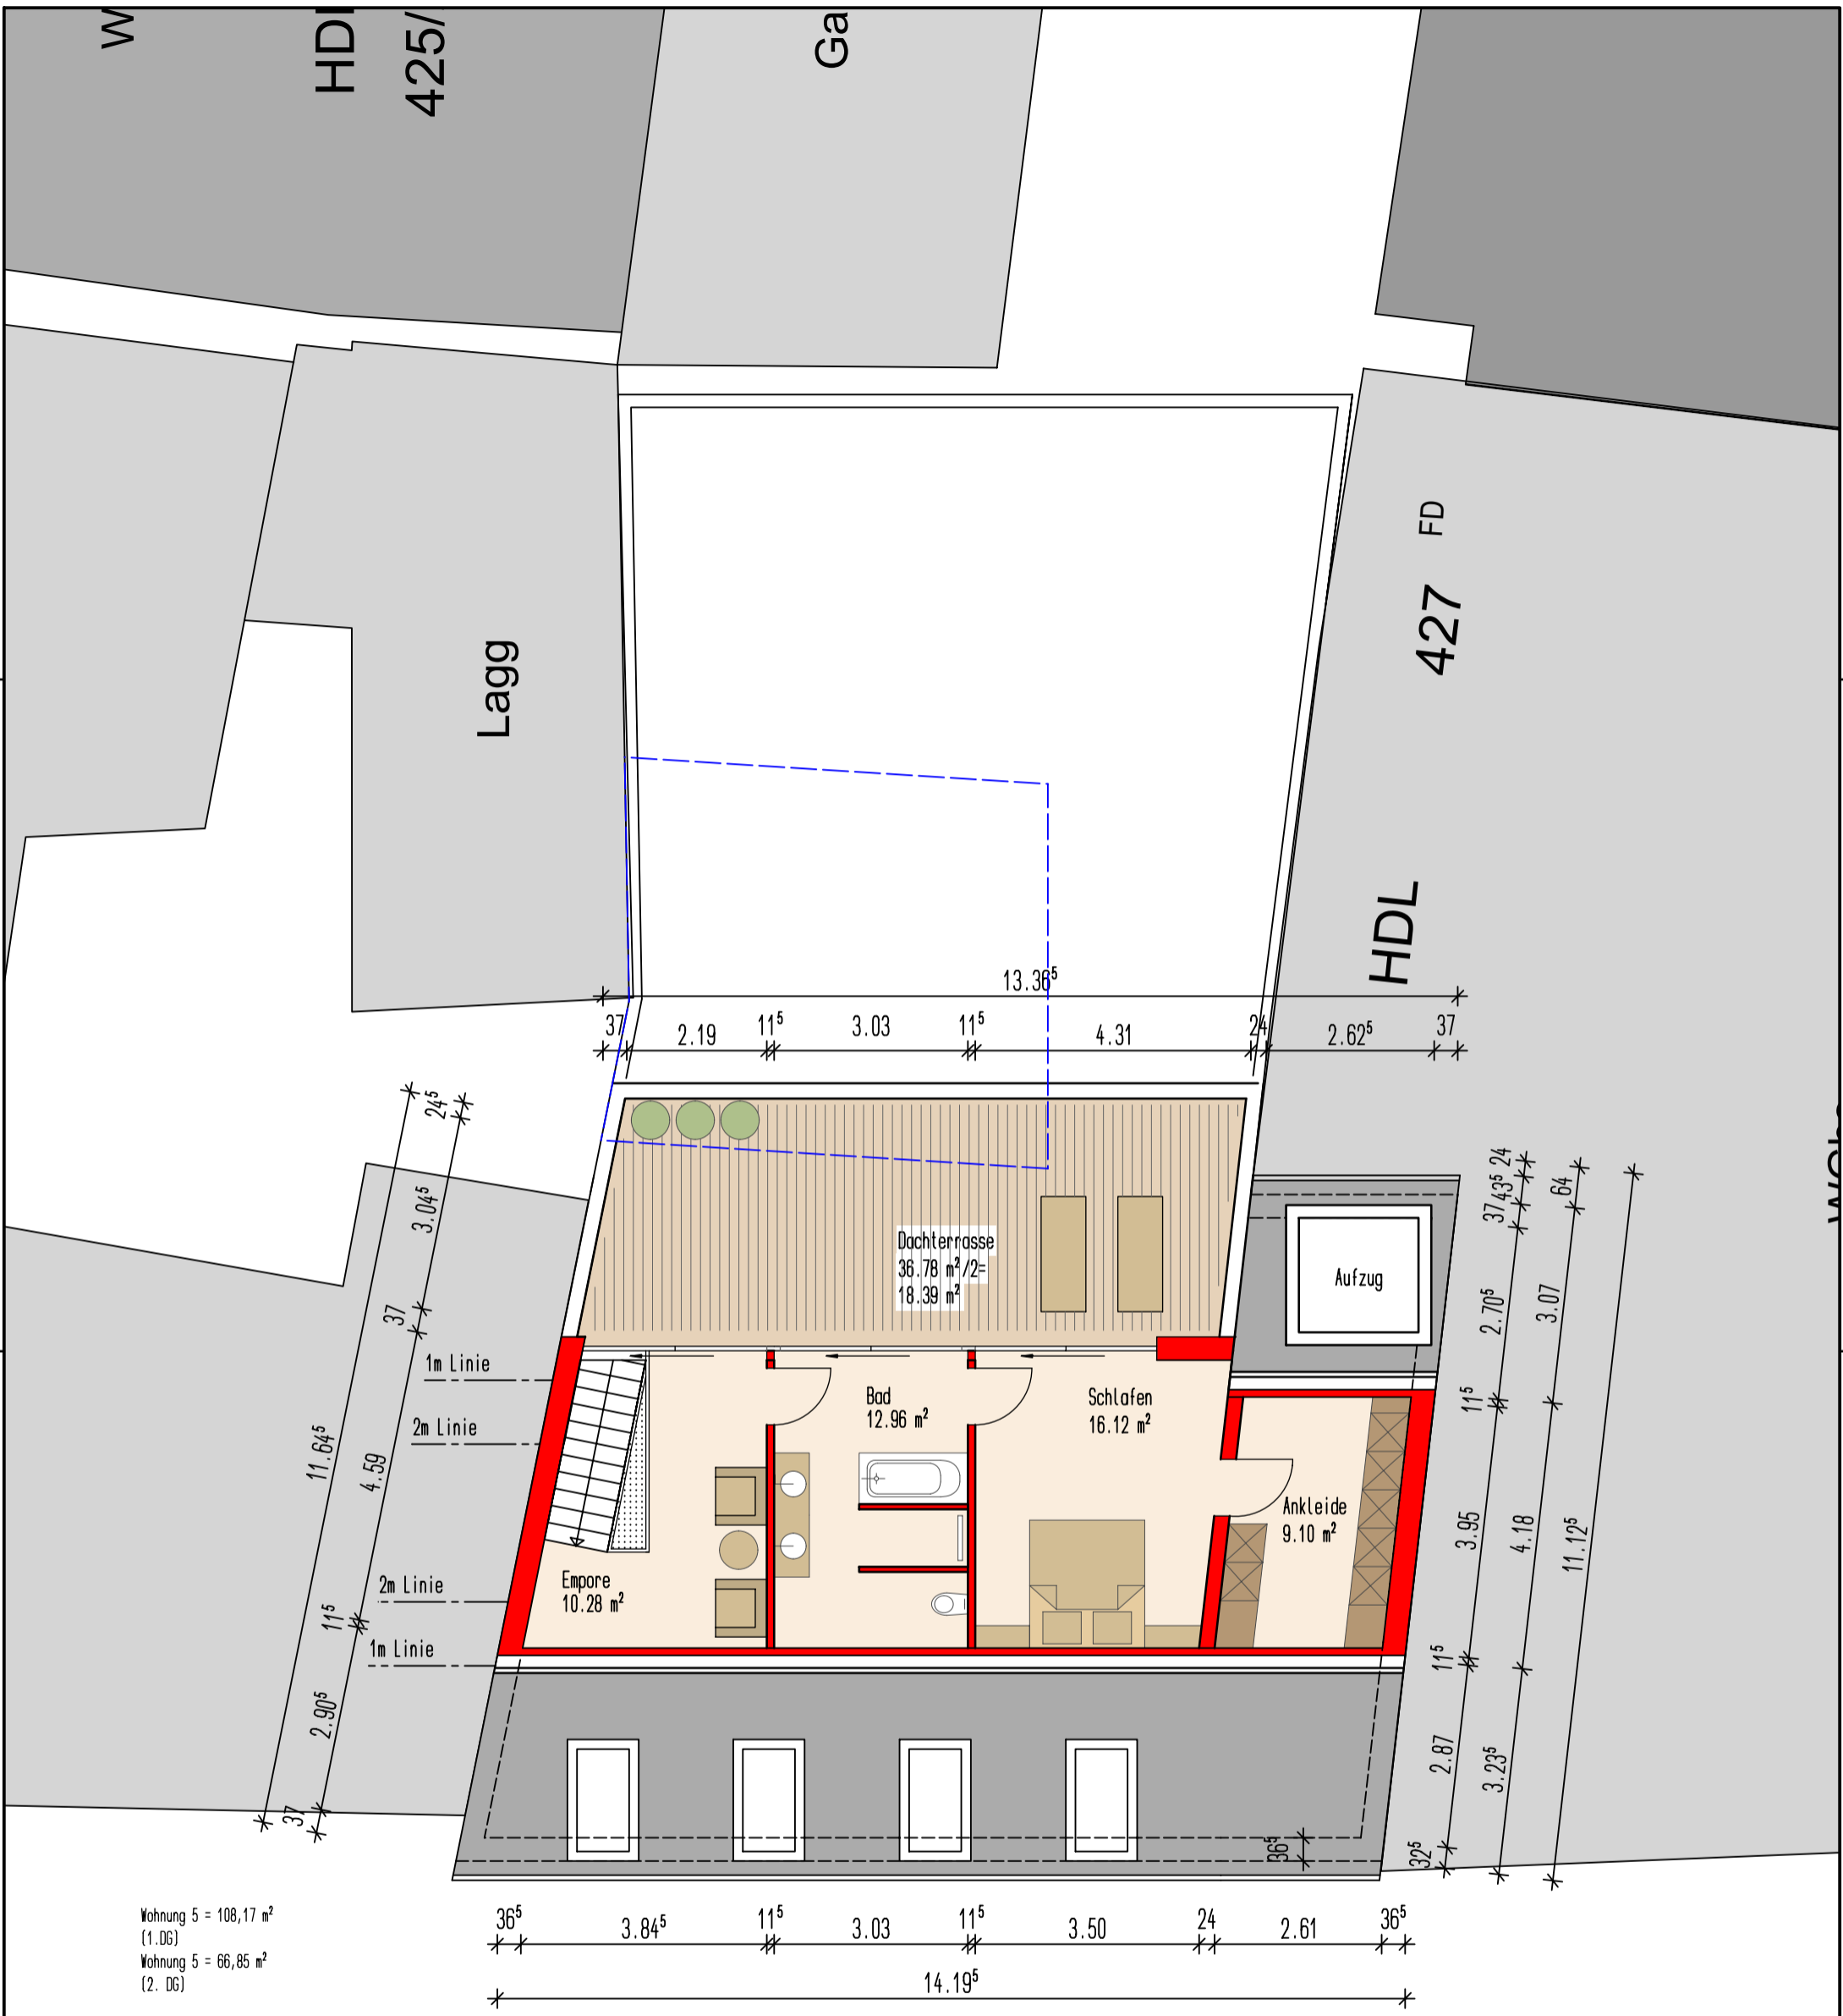 W
HDL
425/
Ga
Lagg
427 FD
HDL
13.36⁵
37 2.19 11⁵ 3.03 11⁵ 4.31 24 2.62⁵ 37
24⁵
3.04⁵
37
11.64⁵
4.59
11⁵
2.90⁵
37
1m Linie
2m Linie
2m Linie
1m Linie
Dachterrasse
36.78 m²/2=
18.39 m²
Aufzug
Bad
12.96 m²
Schlafen
16.12 m²
Ankleide
9.10 m²
Empore
10.28 m²
24
43⁵
37
64
2.70⁵
3.07
11⁵
3.95
4.18
11.12⁵
11⁵
2.87
3.23⁵
32⁵
36⁵
36⁵ 3.84⁵ 11⁵ 3.03 11⁵ 3.50 24 2.61 36⁵
14.19⁵
Wohnung 5 = 108,17 m²
(1.DG)
Wohnung 5 = 66,85 m²
(2. DG)